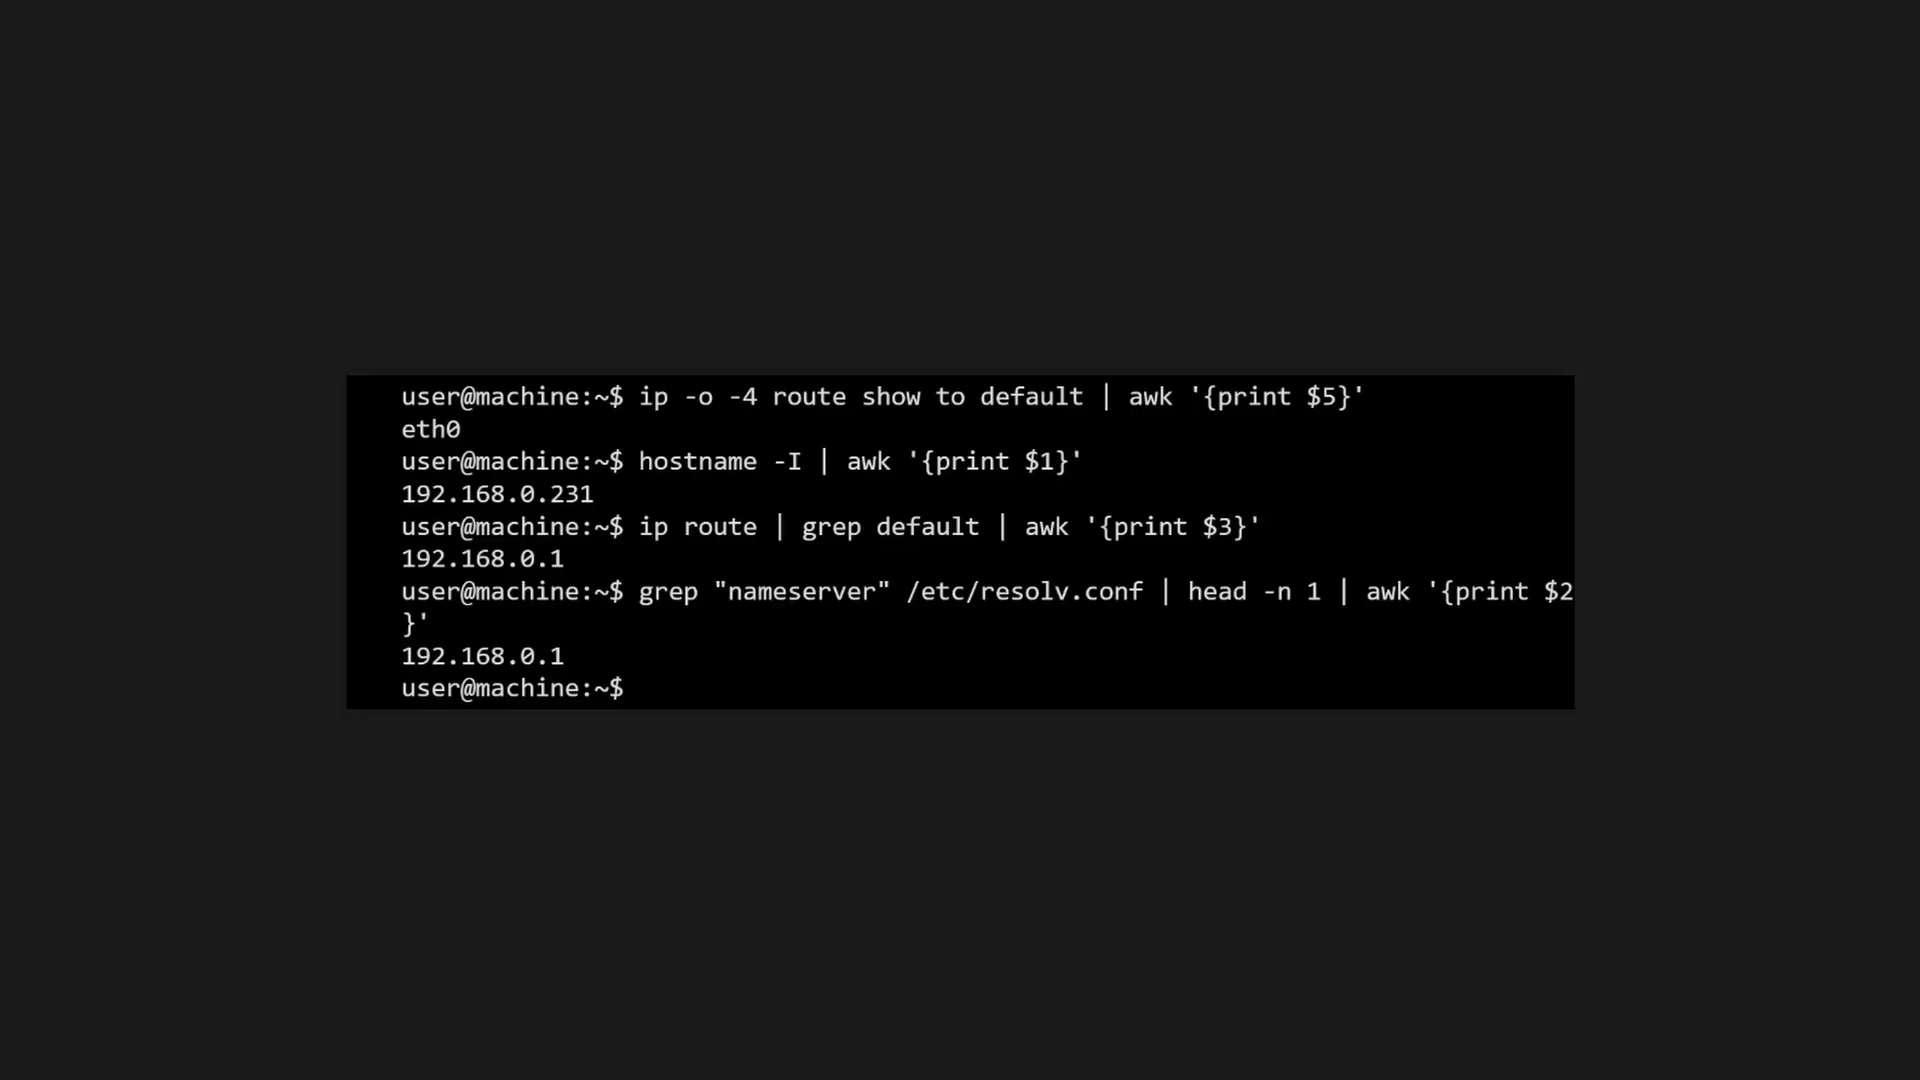 user@machine:~$ ip -o -4 route show to default | awk '{print $5}'
eth0
user@machine:~$ hostname -I | awk '{print $1}'
192.168.0.231
user@machine:~$ ip route | grep default | awk '{print $3}'
192.168.0.1
user@machine:~$ grep "nameserver" /etc/resolv.conf | head -n 1 | awk '{print $2
}'
192.168.0.1
user@machine:~$